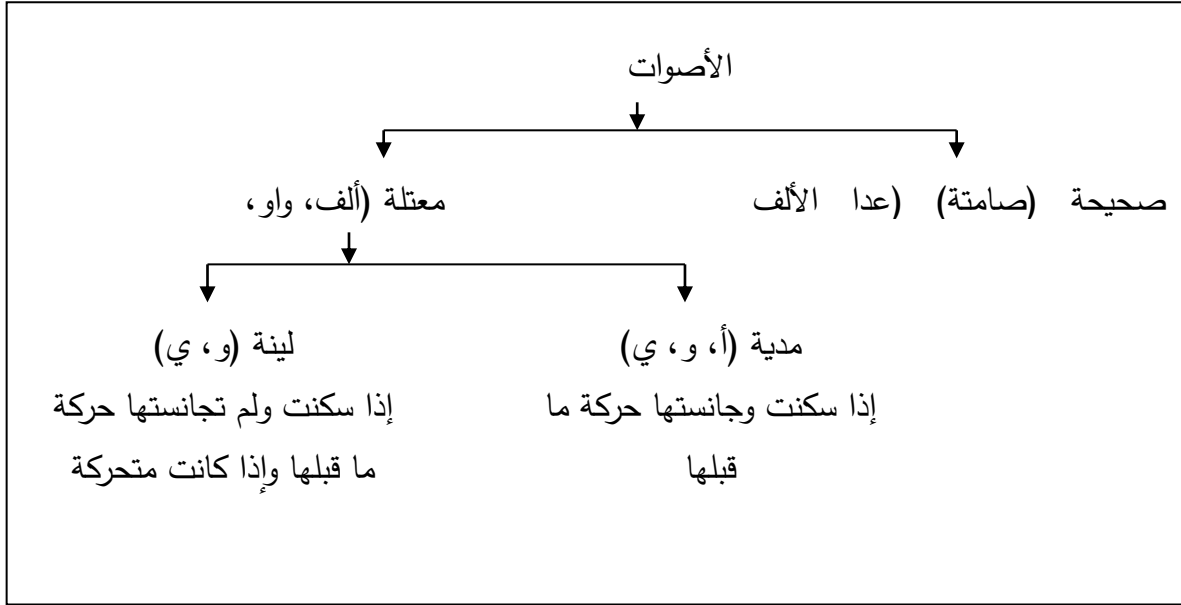 الأصوات
صحيحة (صامتة) (عدا الألف
معتلة (ألف، واو،
مدية (أ، و، ي)
إذا سكنت وجانستها حركة ما
قبلها
لينة (و، ي)
إذا سكنت ولم تجانستها حركة
ما قبلها وإذا كانت متحركة